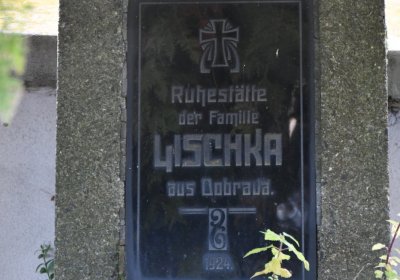 Ruhestätte
der Familie
LISCHKA
aus Dobrava.
1924.